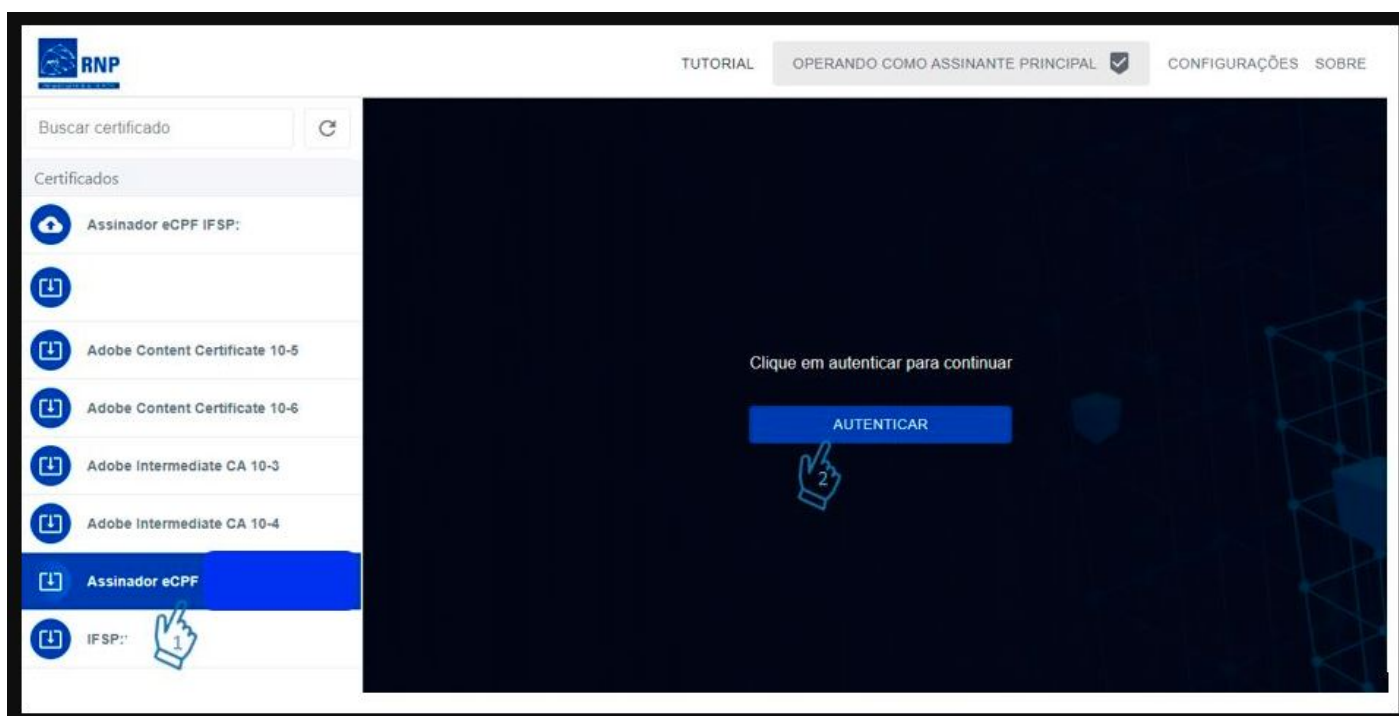 RNP
TUTORIAL
OPERANDO COMO ASSINANTE PRINCIPAL
CONFIGURAÇÕES
SOBRE
Buscar certificado
Certificados
Assinador eCPF IFSP:
Adobe Content Certificate 10-5
Adobe Content Certificate 10-6
Adobe Intermediate CA 10-3
Adobe Intermediate CA 10-4
Assinador eCPF
1
IFSP:
Clique em autenticar para continuar
AUTENTICAR
2